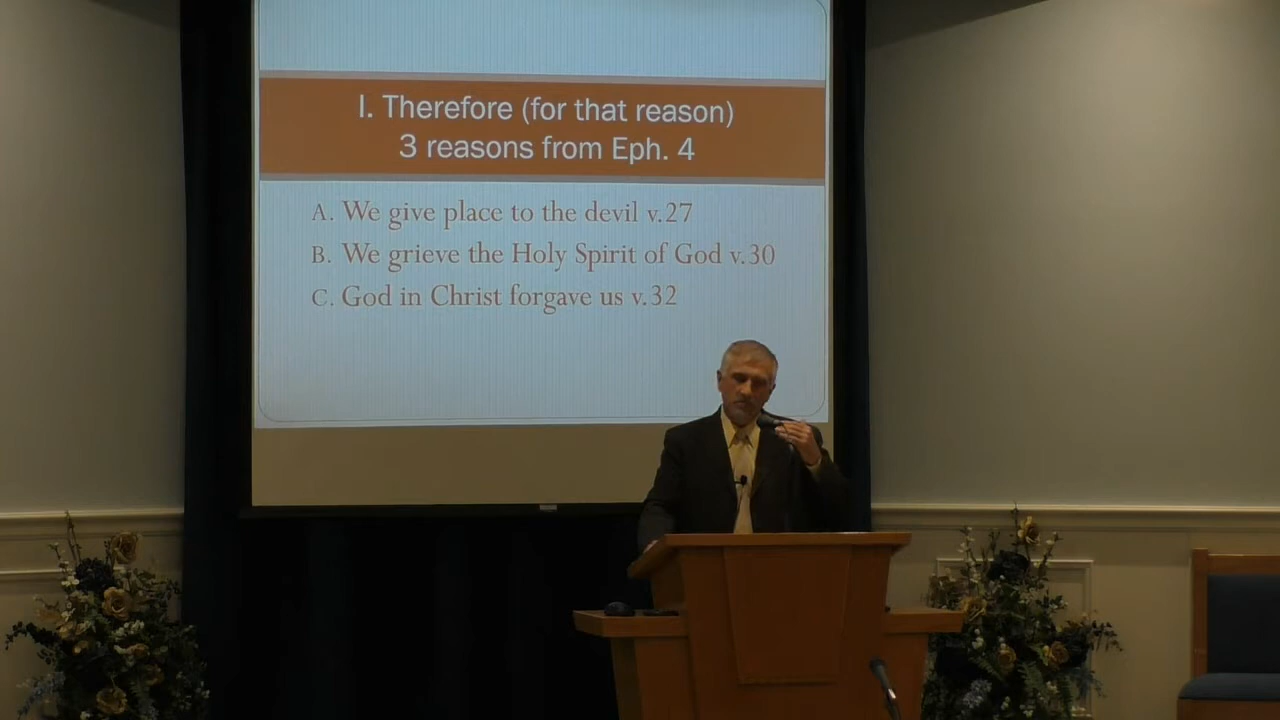 I. Therefore (for that reason)
3 reasons from Eph. 4
A. We give place to the devil v.27
B. We grieve the Holy Spirit of God v.30
C. God in Christ forgave us v.32